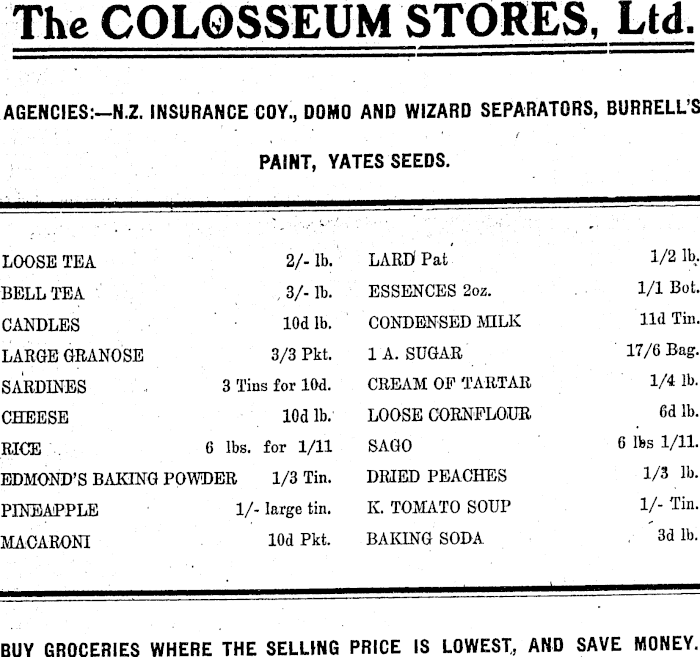 The COLOSSEUM STORES, Ltd.
AGENCIES:—N.Z. INSURANCE COY., DOMO AND WIZARD SEPARATORS, BURRELL'S
PAINT, YATES SEEDS.
LOOSE TEA 2/- lb.
BELL TEA 3/- lb.
CANDLES 10d lb.
LARGE GRANOSE 3/3 Pkt.
SARDINES 3 Tins for 10d.
CHEESE 10d lb.
RICE 6 lbs. for 1/11
EDMOND'S BAKING POWDER 1/3 Tin.
PINEAPPLE 1/- large tin.
MACARONI 10d Pkt.
LARD Pat 1/2 lb.
ESSENCES 2oz. 1/1 Bot.
CONDENSED MILK 11d Tin.
1 A. SUGAR 17/6 Bag.
CREAM OF TARTAR 1/4 lb.
LOOSE CORNFLOUR 6d lb.
SAGO 6 lbs 1/11.
DRIED PEACHES 1/3 lb.
K. TOMATO SOUP 1/- Tin.
BAKING SODA 3d lb.
BUY GROCERIES WHERE THE SELLING PRICE IS LOWEST, AND SAVE MONEY.